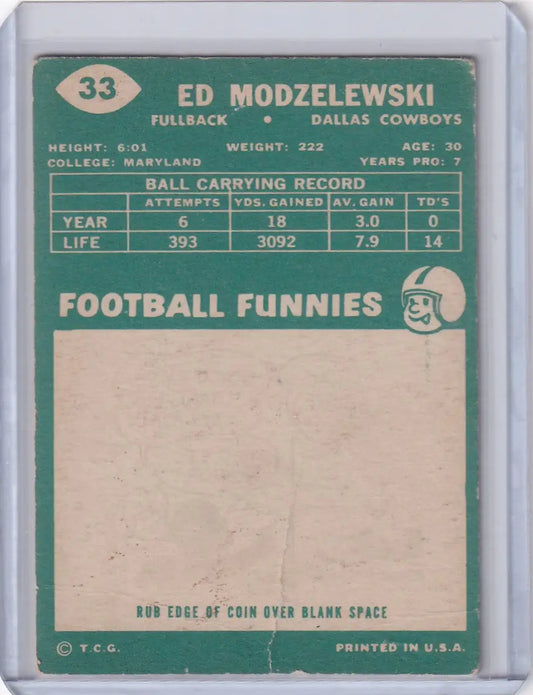 33
ED MODZELEWSKI
FULLBACK • DALLAS COWBOYS
HEIGHT: 6:01 WEIGHT: 222 AGE: 30
COLLEGE: MARYLAND YEARS PRO: 7
BALL CARRYING RECORD
ATTEMPTS YDS. GAINED AV. GAIN TD'S
YEAR 6 18 3.0 0
LIFE 393 3092 7.9 14
FOOTBALL FUNNIES
RUB EDGE OF COIN OVER BLANK SPACE
© T.C.G. PRINTED IN U.S.A.